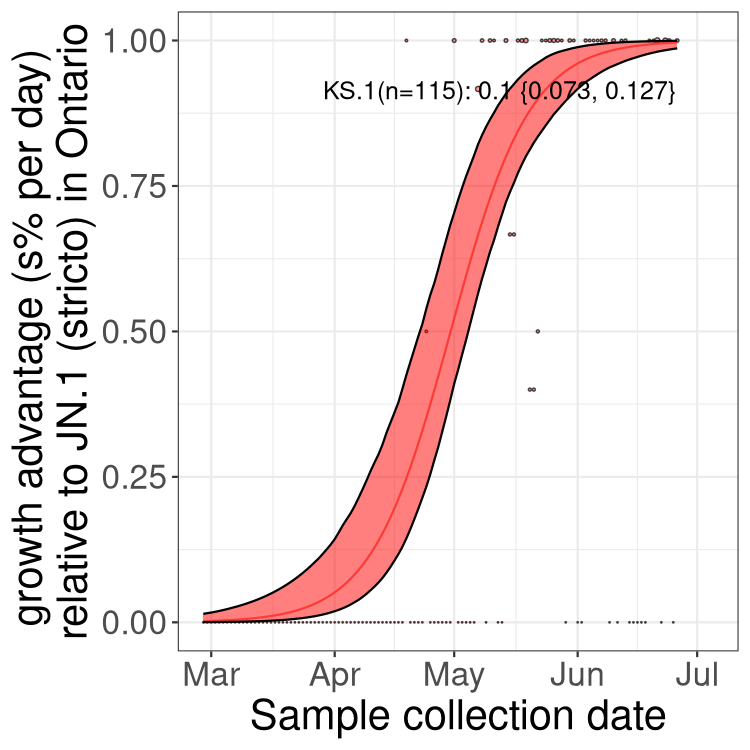 growth advantage (s% per day)
relative to JN.1 (stricto) in Ontario
1.00
0.75
0.50
0.25
0.00
KS.1(n=115): 0.1 {0.073, 0.127}
Mar Apr May Jun Jul
Sample collection date